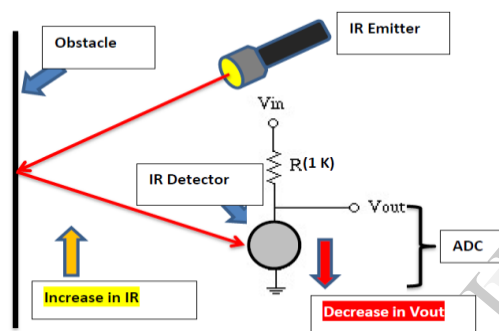 Obstacle
IR Emitter
Vin
R(1 K)
IR Detector
Vout
ADC
Increase in IR
Decrease in Vout